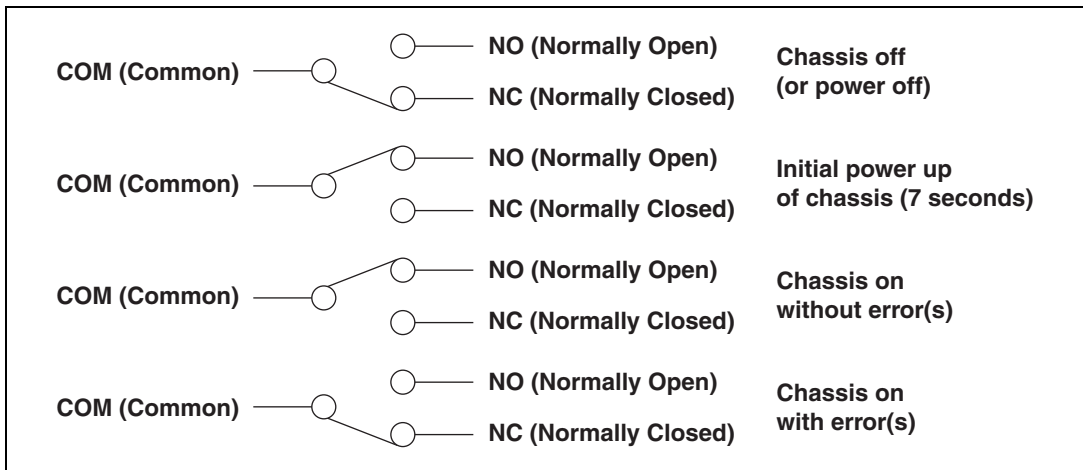 NO (Normally Open)
COM (Common)
NC (Normally Closed)
Chassis off
(or power off)
NO (Normally Open)
COM (Common)
NC (Normally Closed)
Initial power up
of chassis (7 seconds)
NO (Normally Open)
COM (Common)
NC (Normally Closed)
Chassis on
without error(s)
NO (Normally Open)
COM (Common)
NC (Normally Closed)
Chassis on
with error(s)